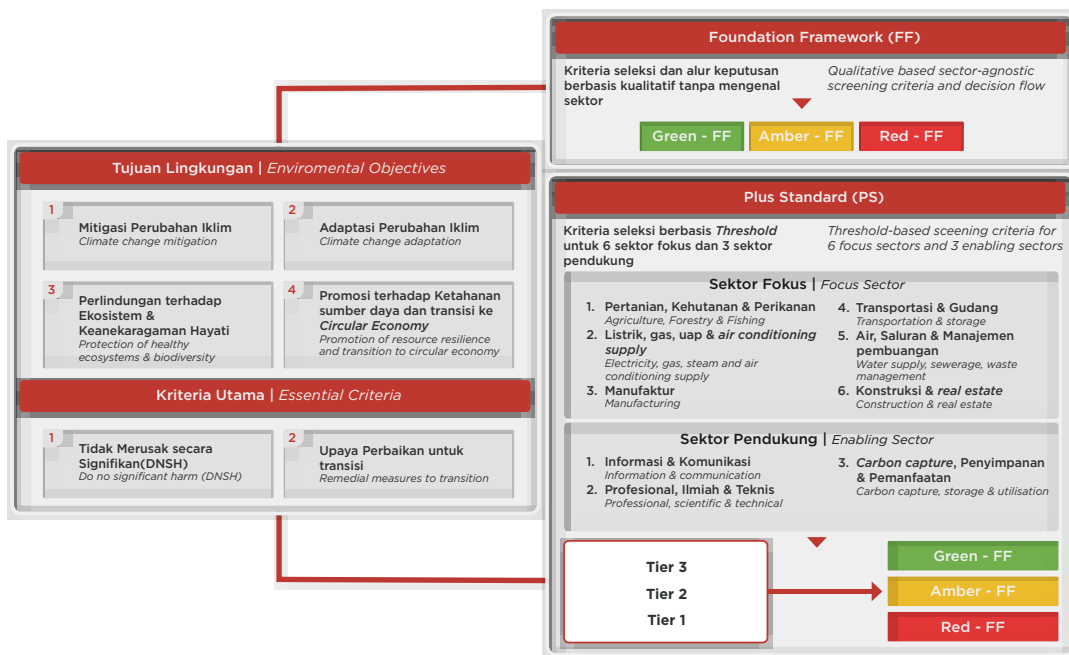 Foundation Framework (FF)
Kriteria seleksi dan alur keputusan
berbasis kualitatif tanpa mengenal
sektor
Qualitative based sector-agnostic
screening criteria and decision flow
Green - FF
Amber - FF
Red - FF
Tujuan Lingkungan | Enviromental Objectives
1
Mitigasi Perubahan Iklim
Climate change mitigation
2
Adaptasi Perubahan Iklim
Climate change adaptation
3
Perlindungan terhadap
Ekosistem &
Keanekaragaman Hayati
Protection of healthy
ecosystems & biodiversity
4
Promosi terhadap Ketahanan
sumber daya dan transisi ke
Circular Economy
Promotion of resource resilience
and transition to circular economy
Kriteria Utama | Essential Criteria
1
Tidak Merusak secara
Signifikan(DNSH)
Do no significant harm (DNSH)
2
Upaya Perbaikan untuk
transisi
Remedial measures to transition
Plus Standard (PS)
Kriteria seleksi berbasis Threshold
untuk 6 sektor fokus dan 3 sektor
pendukung
Threshold-based sceening criteria for
6 focus sectors and 3 enabling sectors
Sektor Fokus | Focus Sector
1. Pertanian, Kehutanan & Perikanan
Agriculture, Forestry & Fishing
2. Listrik, gas, uap & air conditioning
supply
Electricity, gas, steam and air
conditioning supply
3. Manufaktur
Manufacturing
4. Transportasi & Gudang
Transportation & storage
5. Air, Saluran & Manajemen
pembuangan
Water supply, sewerage, waste
management
6. Konstruksi & real estate
Construction & real estate
Sektor Pendukung | Enabling Sector
1. Informasi & Komunikasi
Information & communication
2. Profesional, Ilmiah & Teknis
Professional, scientific & technical
3. Carbon capture, Penyimpanan
& Pemanfaatan
Carbon capture, storage & utilisation
Tier 3
Tier 2
Tier 1
Green - FF
Amber - FF
Red - FF